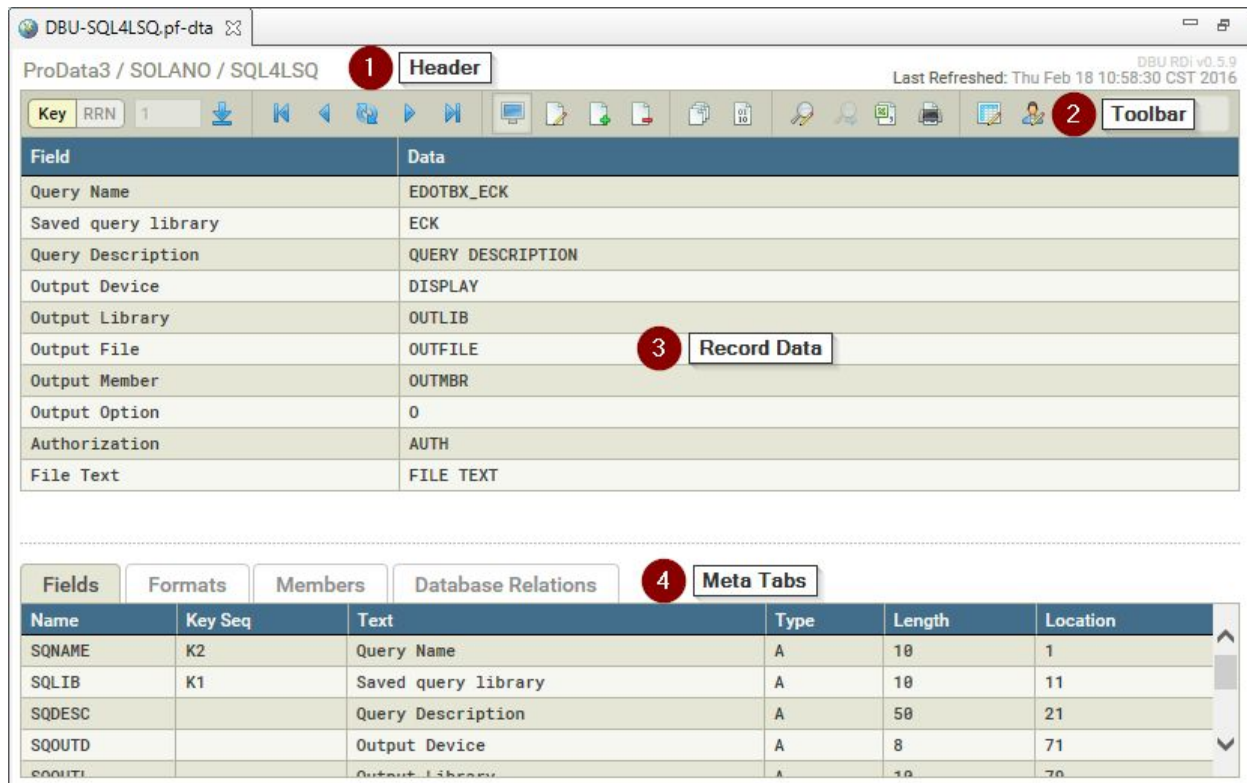 DBU-SQL4LSQ.pf-dta
ProData3 / SOLANO / SQL4LSQ 1 Header DBU RDi v0.5.9
Last Refreshed: Thu Feb 18 10:58:30 CST 2016
Key RRN 1 2 Toolbar
Field Data
Query Name EDOTBX_ECK
Saved query library ECK
Query Description QUERY DESCRIPTION
Output Device DISPLAY
Output Library OUTLIB
Output File OUTFILE 3 Record Data
Output Member OUTMBR
Output Option O
Authorization AUTH
File Text FILE TEXT
Fields Formats Members Database Relations 4 Meta Tabs
Name Key Seq Text Type Length Location
SQNAME K2 Query Name A 10 1
SQLIB K1 Saved query library A 10 11
SQDESC Query Description A 50 21
SQOUTD Output Device A 8 71
SQOUTL Output Library A 10 79